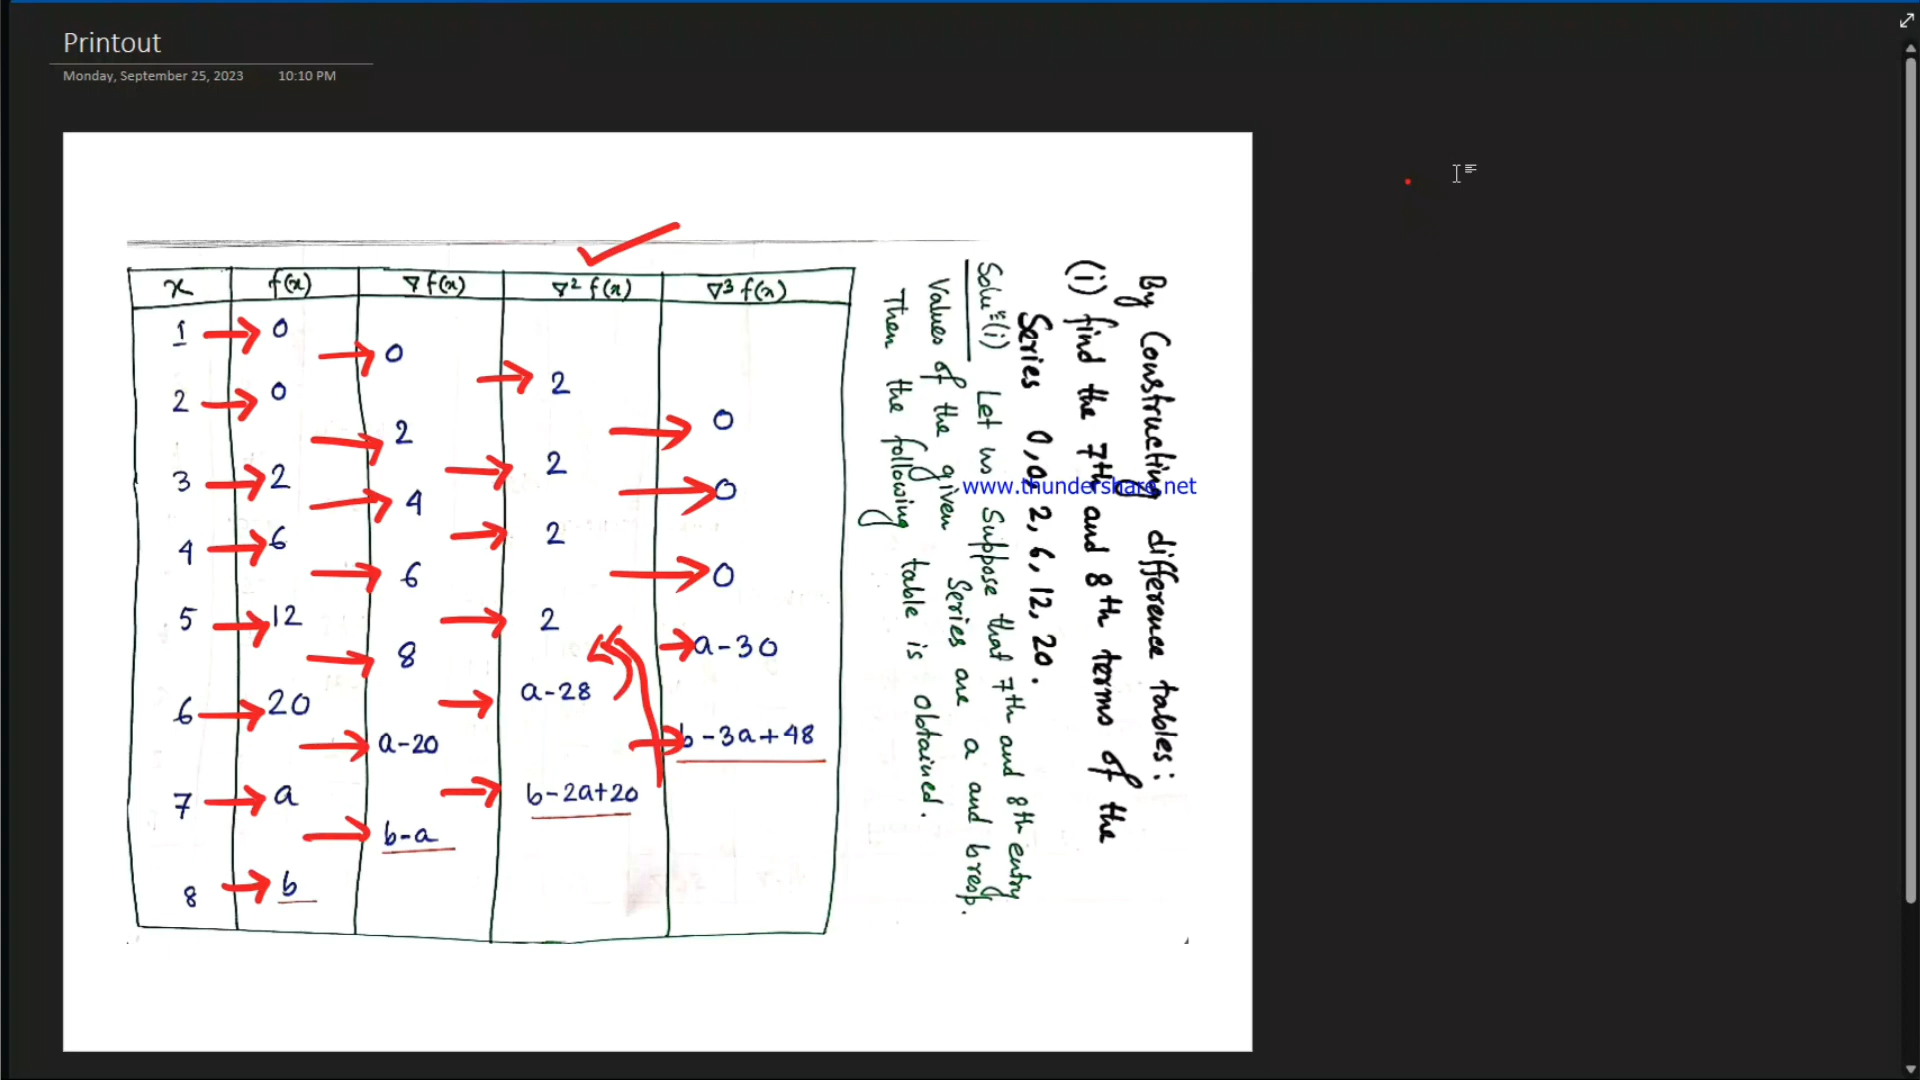 Printout
Monday, September 25, 2023 10:10 PM
By Constructing difference tables:
(i) find the 7th and 8th terms of the
Series 0, 0, 2, 6, 12, 20.
Solun(i) Let us Suppose that 7th and 8th entry
Values of the given Series are a and b resp.
Then the following table is obtained.
www.thundershare.net
x f(x) ∇f(x) ∇² f(x) ∇³ f(x)
1 0
0
2
2 0
0
2
2
3 2
0
4
2
4 6
0
6
2
5 12
a-30
8
a-28
6 20
b-3a+48
a-20
b-2a+20
7 a
b-a
8 b